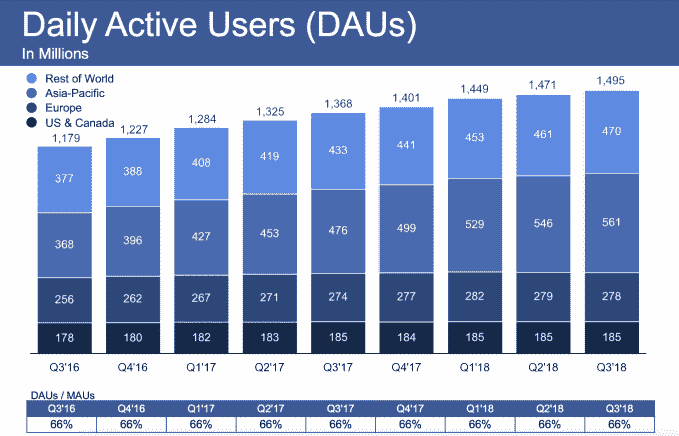 Daily Active Users (DAUs)
In Millions
Rest of World
Asia-Pacific
Europe
US & Canada
1,179 1,227 1,284 1,325 1,368 1,401 1,449 1,471 1,495
377 388 408 419 433 441 453 461 470
368 396 427 453 476 499 529 546 561
256 262 267 271 274 277 282 279 278
178 180 182 183 185 184 185 185 185
Q3'16 Q4'16 Q1'17 Q2'17 Q3'17 Q4'17 Q1'18 Q2'18 Q3'18
DAUs / MAUs
Q3'16 Q4'16 Q1'17 Q2'17 Q3'17 Q4'17 Q1'18 Q2'18 Q3'18
66% 66% 66% 66% 66% 66% 66% 66% 66%